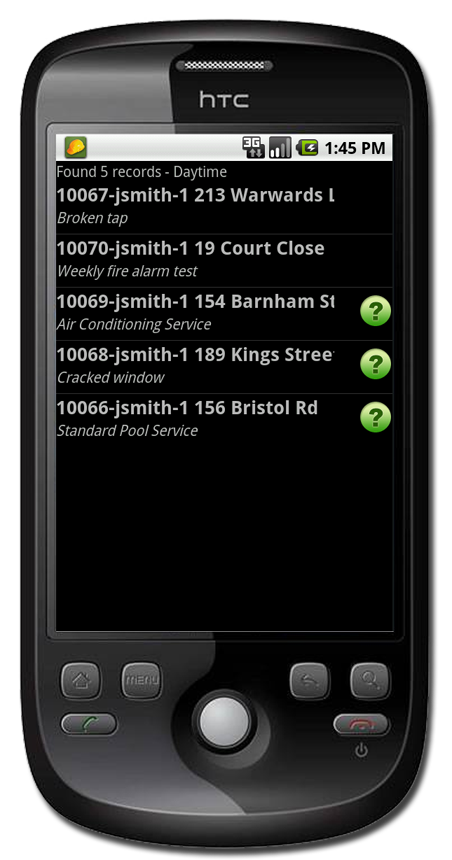 hTC
3G
1:45 PM
Found 5 records - Daytime
10067-jsmith-1 213 Warwards L
Broken tap
10070-jsmith-1 19 Court Close
Weekly fire alarm test
10069-jsmith-1 154 Barnham St
Air Conditioning Service
?
10068-jsmith-1 189 Kings Stree
Cracked window
?
10066-jsmith-1 156 Bristol Rd
Standard Pool Service
?
MENU